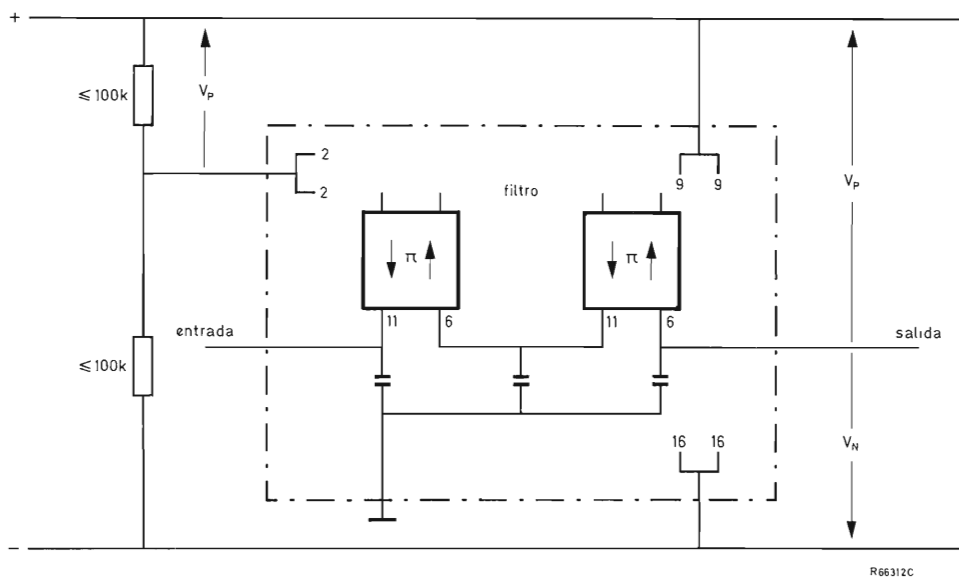 +
≤ 100k
V_P
2
2
filtro
9 9
V_P
π
π
11 6
11 6
entrada
salida
≤ 100k
16 16
V_N
−
R66312C